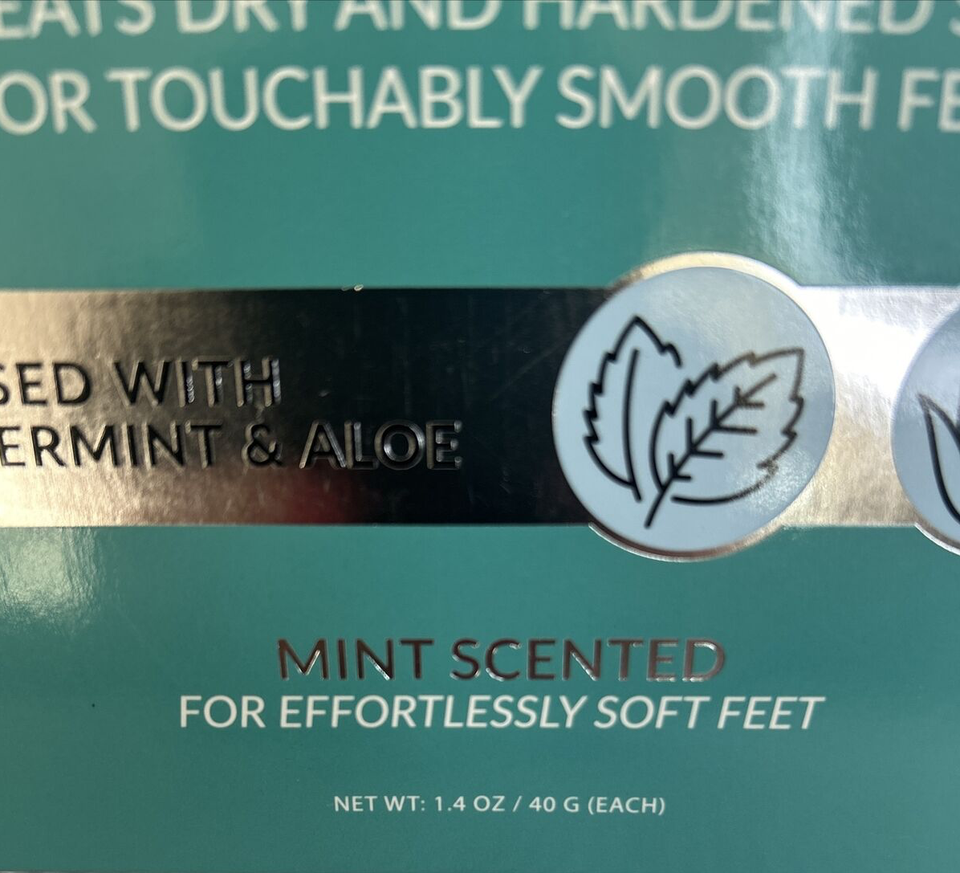 EATS DRY AND HARDENED S
OR TOUCHABLY SMOOTH FE
SED WITH
ERMINT & ALOE
MINT SCENTED
FOR EFFORTLESSLY SOFT FEET
NET WT: 1.4 OZ / 40 G (EACH)